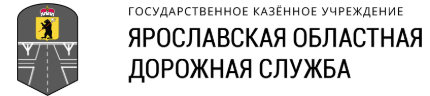 ГОСУДАРСТВЕННОЕ КАЗЁННОЕ УЧРЕЖДЕНИЕ
ЯРОСЛАВСКАЯ ОБЛАСТНАЯ
ДОРОЖНАЯ СЛУЖБА